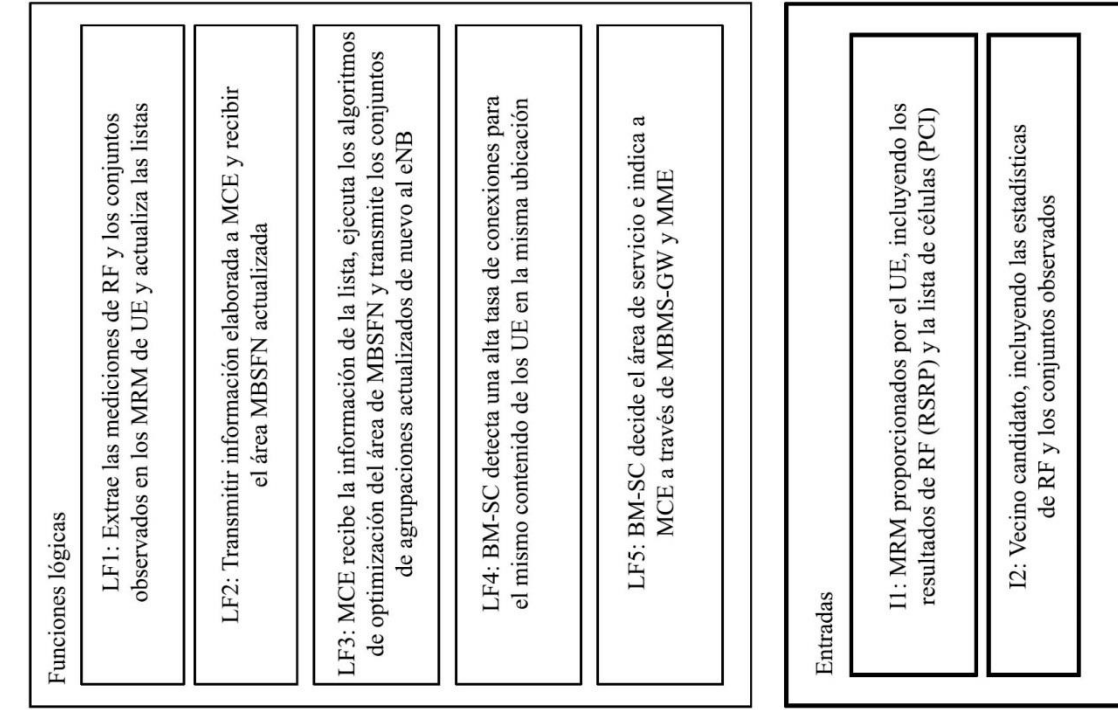 Funciones lógicas
LF1: Extrae las mediciones de RF y los conjuntos
observados en los MRM de UE y actualiza las listas
LF2: Transmitir información elaborada a MCE y recibir
el área MBSFN actualizada
LF3: MCE recibe la información de la lista, ejecuta los algoritmos
de optimización del área de MBSFN y transmite los conjuntos
de agrupaciones actualizados de nuevo al eNB
LF4: BM-SC detecta una alta tasa de conexiones para
el mismo contenido de los UE en la misma ubicación
LF5: BM-SC decide el área de servicio e indica a
MCE a través de MBMS-GW y MME
Entradas
I1: MRM proporcionados por el UE, incluyendo los
resultados de RF (RSRP) y la lista de células (PCI)
I2: Vecino candidato, incluyendo las estadísticas
de RF y los conjuntos observados